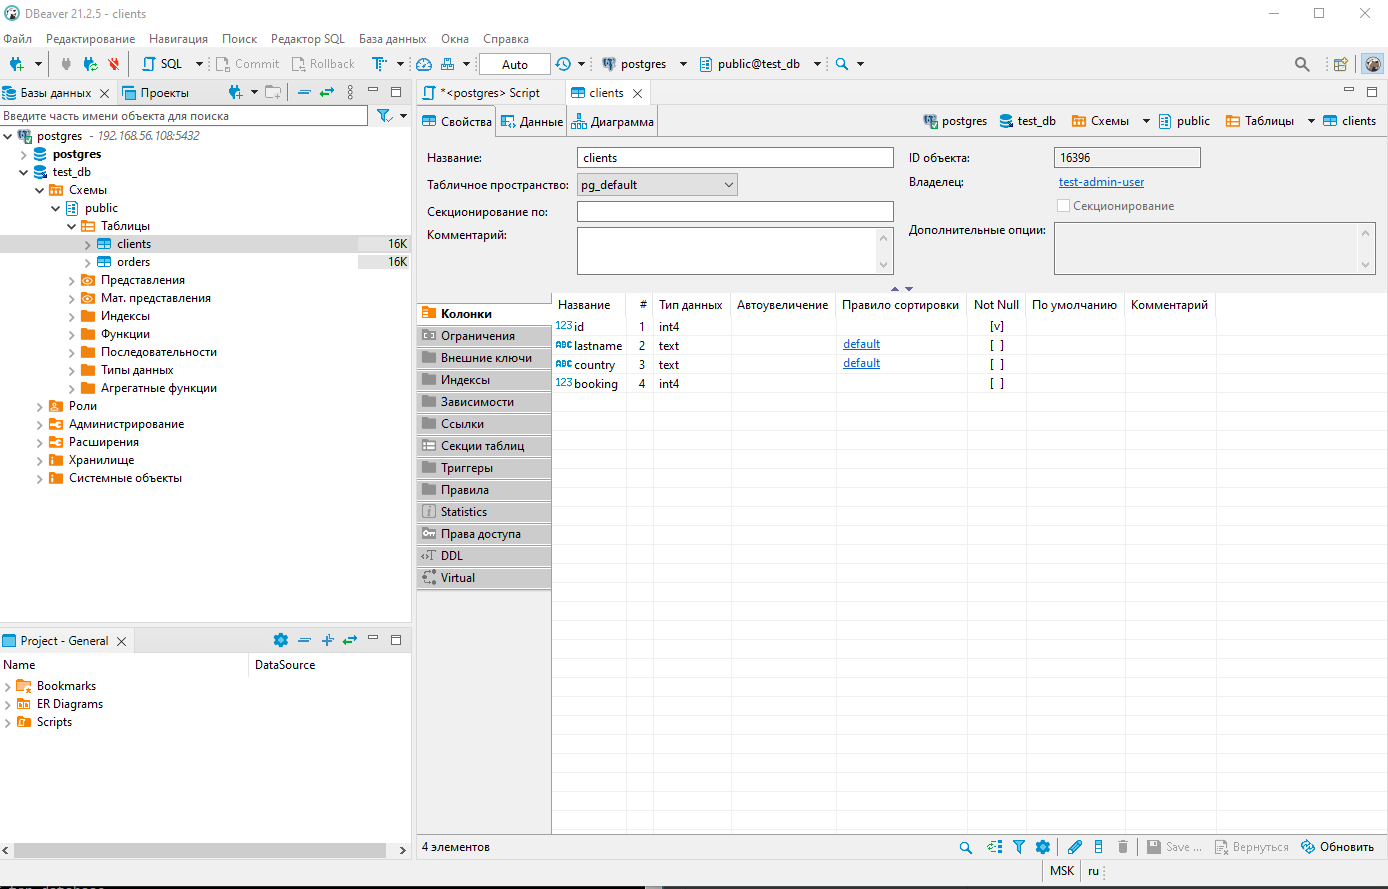 DBeaver 21.2.5 - clients
Файл Редактирование Навигация Поиск Редактор SQL База данных Окна Справка
SQL Commit Rollback Auto postgres public@test_db
Базы данных Проекты
Введите часть имени объекта для поиска
postgres - 192.168.56.108:5432
postgres
test_db
Схемы
public
Таблицы
clients 16K
orders 16K
Представления
Мат. представления
Индексы
Функции
Последовательности
Типы данных
Агрегатные функции
Роли
Администрирование
Расширения
Хранилище
Системные объекты
Project - General
Name DataSource
Bookmarks
ER Diagrams
Scripts
*<postgres> Script clients
Свойства Данные Диаграмма postgres test_db Схемы public Таблицы clients
Название: clients ID объекта: 16396
Табличное пространство: pg_default Владелец: test-admin-user
Секционирование по: Секционирование
Комментарий: Дополнительные опции:
Колонки
Ограничения
Внешние ключи
Индексы
Зависимости
Ссылки
Секции таблиц
Триггеры
Правила
Statistics
Права доступа
DDL
Virtual
Название # Тип данных Автоувеличение Правило сортировки Not Null По умолчанию Комментарий
123 id 1 int4 [v]
ABC lastname 2 text default [ ]
ABC country 3 text default [ ]
123 booking 4 int4 [ ]
4 элементов Save ... Вернуться Обновить
MSK ru